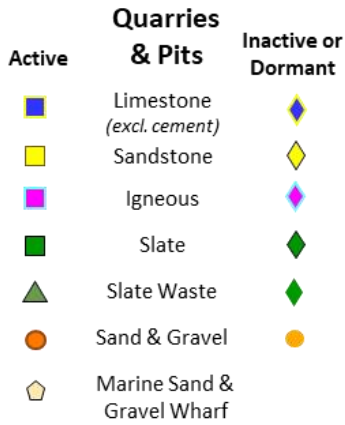 Quarries
& Pits
Active
Inactive or
Dormant
Limestone
(excl. cement)
Sandstone
Igneous
Slate
Slate Waste
Sand & Gravel
Marine Sand &
Gravel Wharf